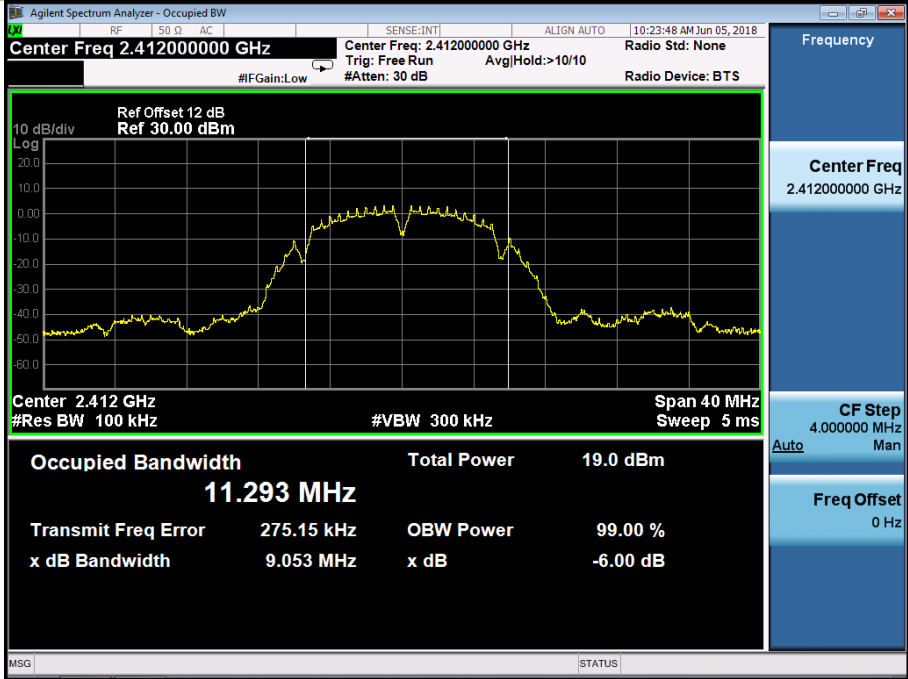 Agilent Spectrum Analyzer - Occupied BW
LXI RF 50 Ω AC SENSE:INT ALIGN AUTO 10:23:48 AM Jun 05, 2018
Center Freq 2.412000000 GHz
Center Freq: 2.412000000 GHz
Radio Std: None
Trig: Free Run Avg|Hold:>10/10
#IFGain:Low
#Atten: 30 dB
Radio Device: BTS
Ref Offset 12 dB
10 dB/div Ref 30.00 dBm
Log
20.0
10.0
0.00
-10.0
-20.0
-30.0
-40.0
-50.0
-60.0
Center 2.412 GHz Span 40 MHz
#Res BW 100 kHz #VBW 300 kHz Sweep 5 ms
Occupied Bandwidth Total Power 19.0 dBm
11.293 MHz
Transmit Freq Error 275.15 kHz OBW Power 99.00 %
x dB Bandwidth 9.053 MHz x dB -6.00 dB
MSG STATUS
Frequency
Center Freq
2.412000000 GHz
CF Step
4.000000 MHz
Auto Man
Freq Offset
0 Hz